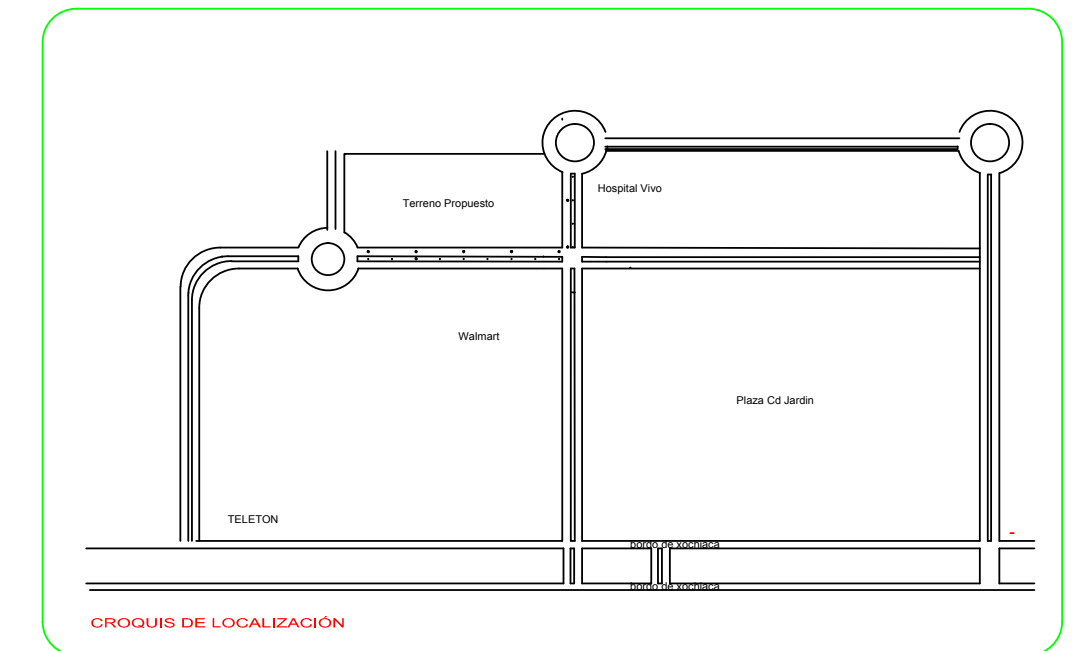 Hospital Vivo
Terreno Propuesto
Walmart
Plaza Cd Jardin
TELETON
bordo de xochiaca
bordo de xochiaca
CROQUIS DE LOCALIZACIÓN